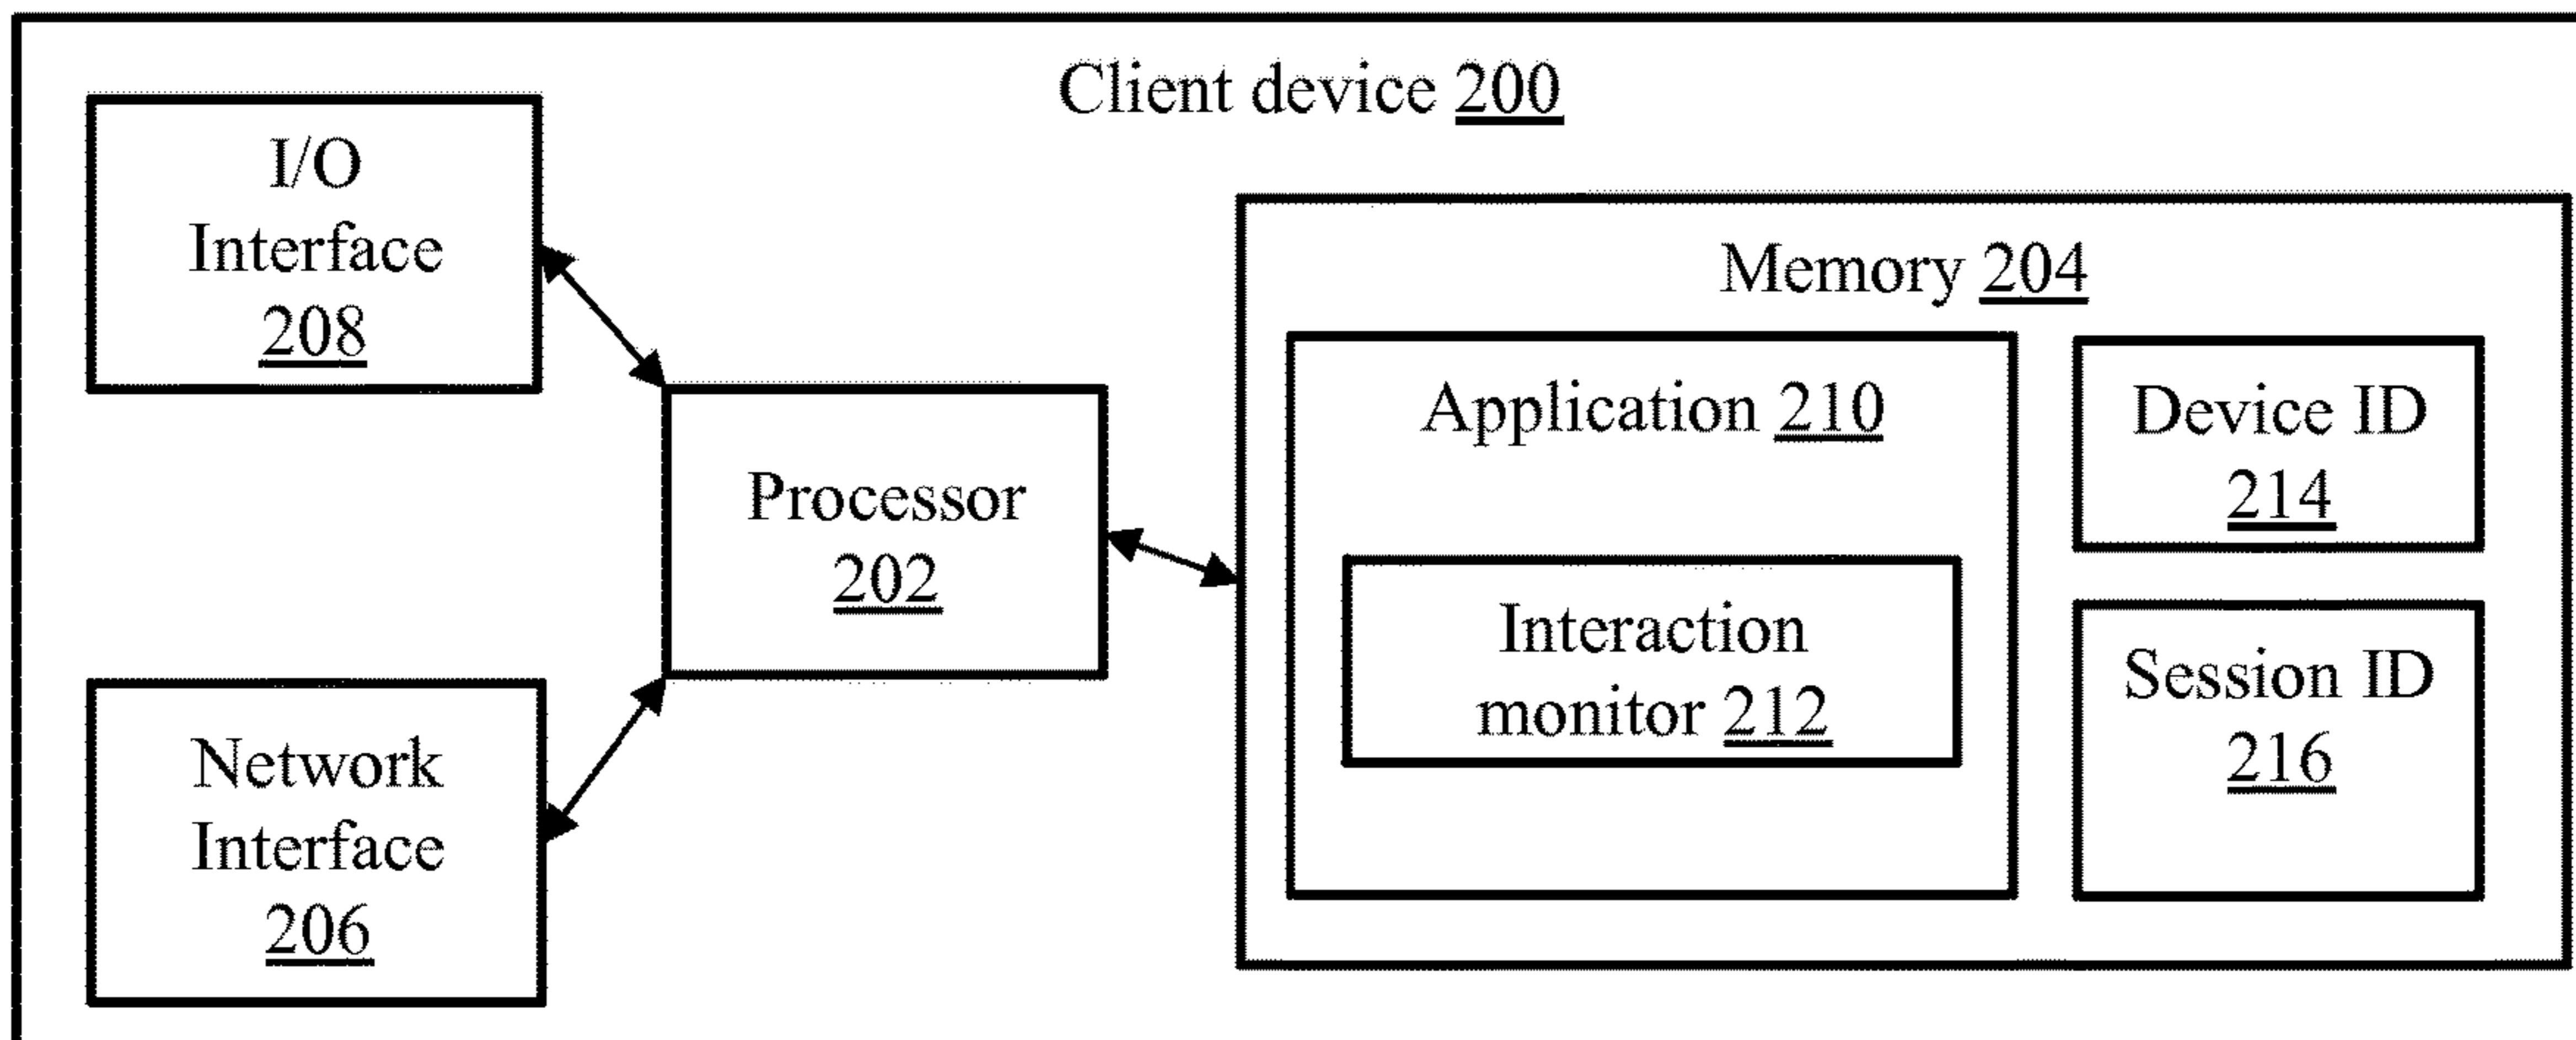 Client device 200
I/O
Interface
208
Memory 204
Application 210
Device ID
214
Processor
202
Interaction
monitor 212
Session ID
216
Network
Interface
206